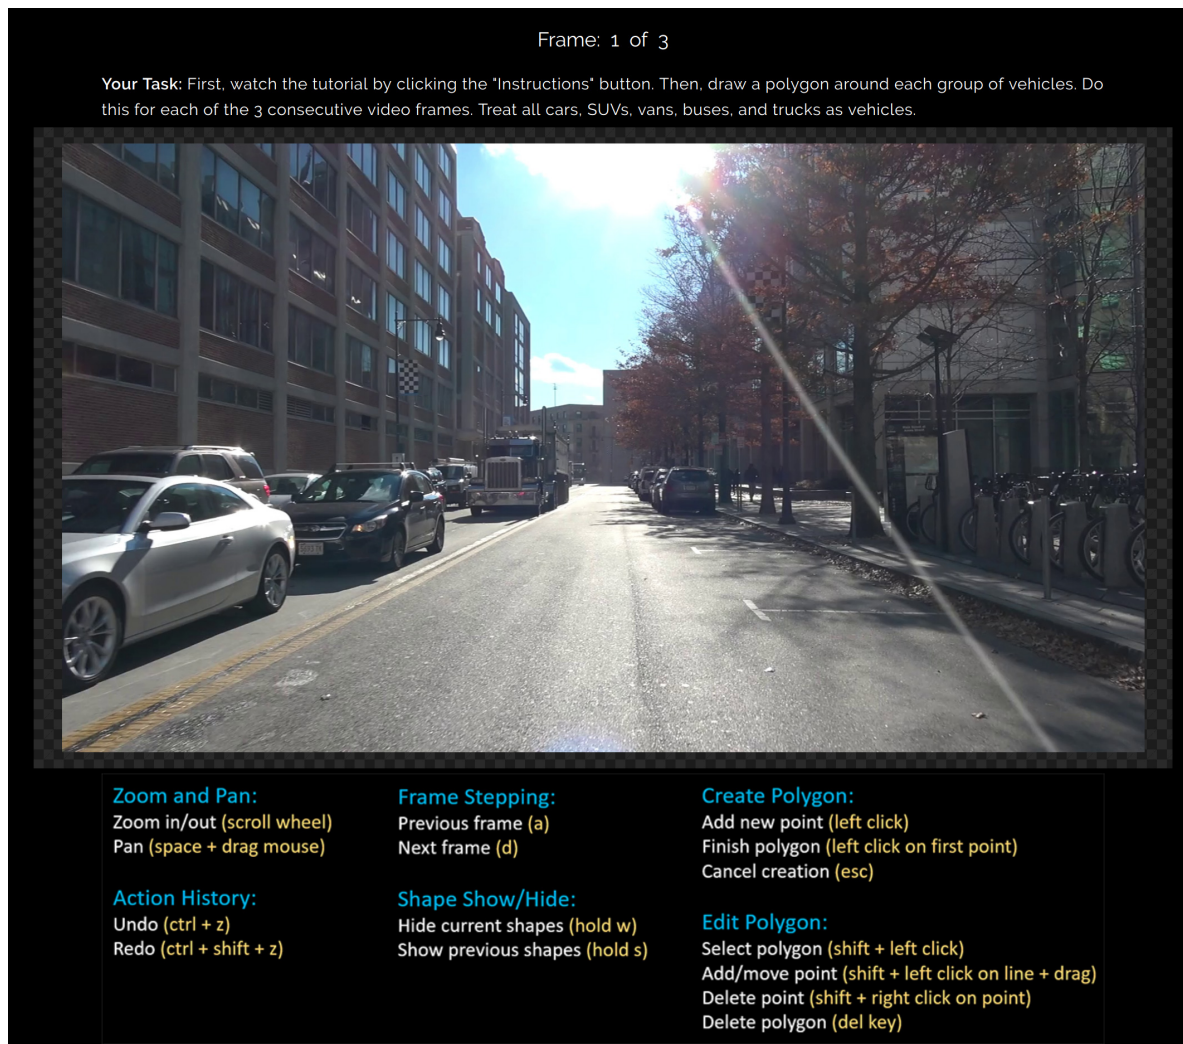 Frame: 1 of 3
Your Task: First, watch the tutorial by clicking the "Instructions" button. Then, draw a polygon around each group of vehicles. Do
this for each of the 3 consecutive video frames. Treat all cars, SUVs, vans, buses, and trucks as vehicles.
Zoom and Pan:
Zoom in/out (scroll wheel)
Pan (space + drag mouse)
Action History:
Undo (ctrl + z)
Redo (ctrl + shift + z)
Frame Stepping:
Previous frame (a)
Next frame (d)
Shape Show/Hide:
Hide current shapes (hold w)
Show previous shapes (hold s)
Create Polygon:
Add new point (left click)
Finish polygon (left click on first point)
Cancel creation (esc)
Edit Polygon:
Select polygon (shift + left click)
Add/move point (shift + left click on line + drag)
Delete point (shift + right click on point)
Delete polygon (del key)